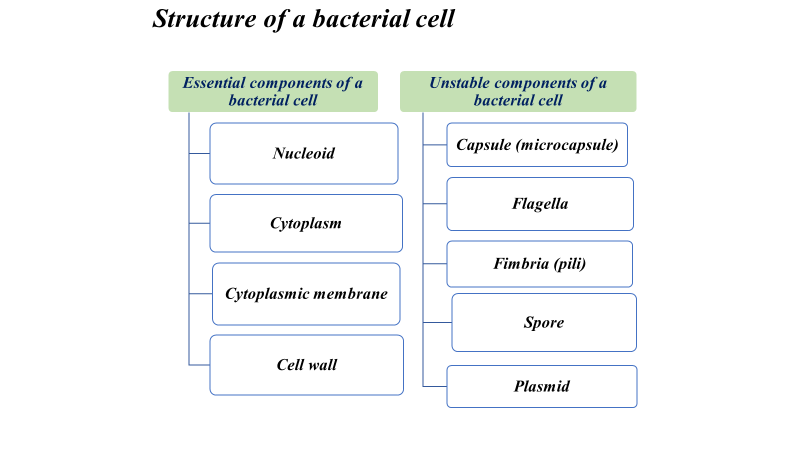 Structure of a bacterial cell
Essential components of a
bacterial cell
Nucleoid
Cytoplasm
Cytoplasmic membrane
Cell wall
Unstable components of a
bacterial cell
Capsule (microcapsule)
Flagella
Fimbria (pili)
Spore
Plasmid